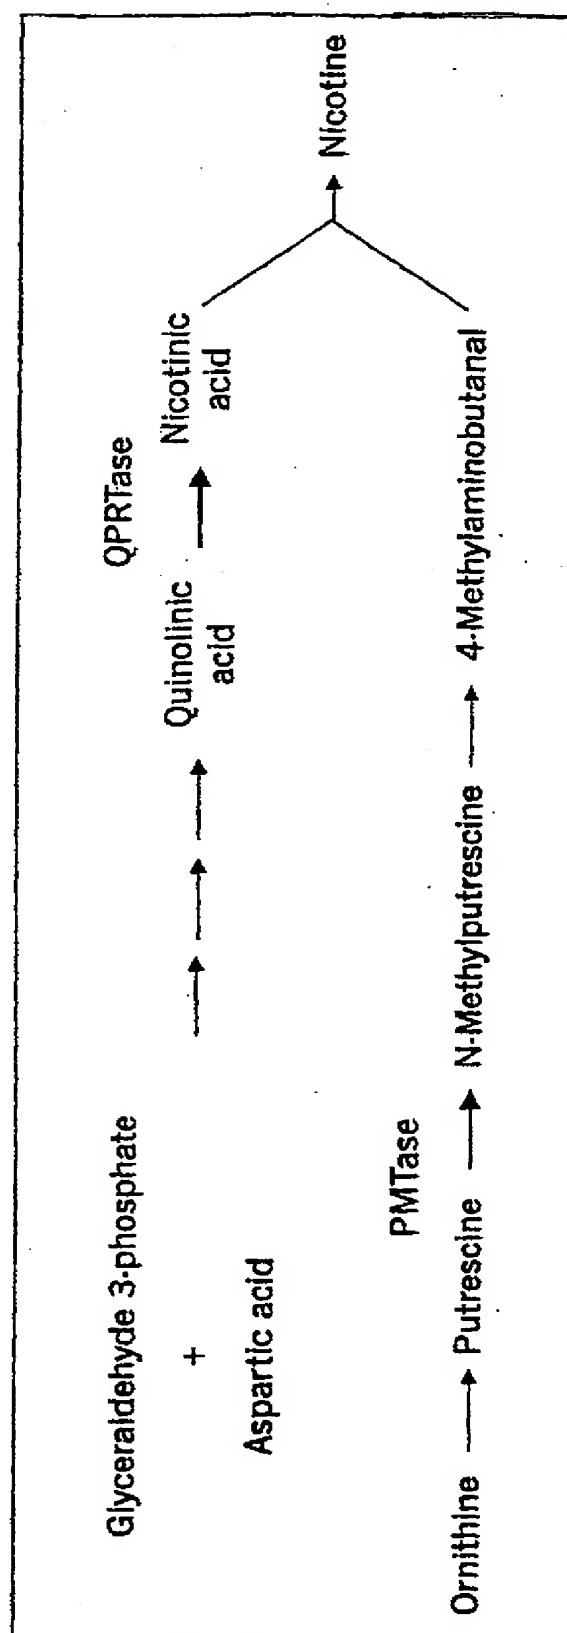 Glyceraldehyde 3-phosphate
+
Aspartic acid
Quinolinic
acid
QPRTase
Nicotinic
acid
Nicotine
Ornithine
Putrescine
PMTase
N-Methylputrescine
4-Methylaminobutanal